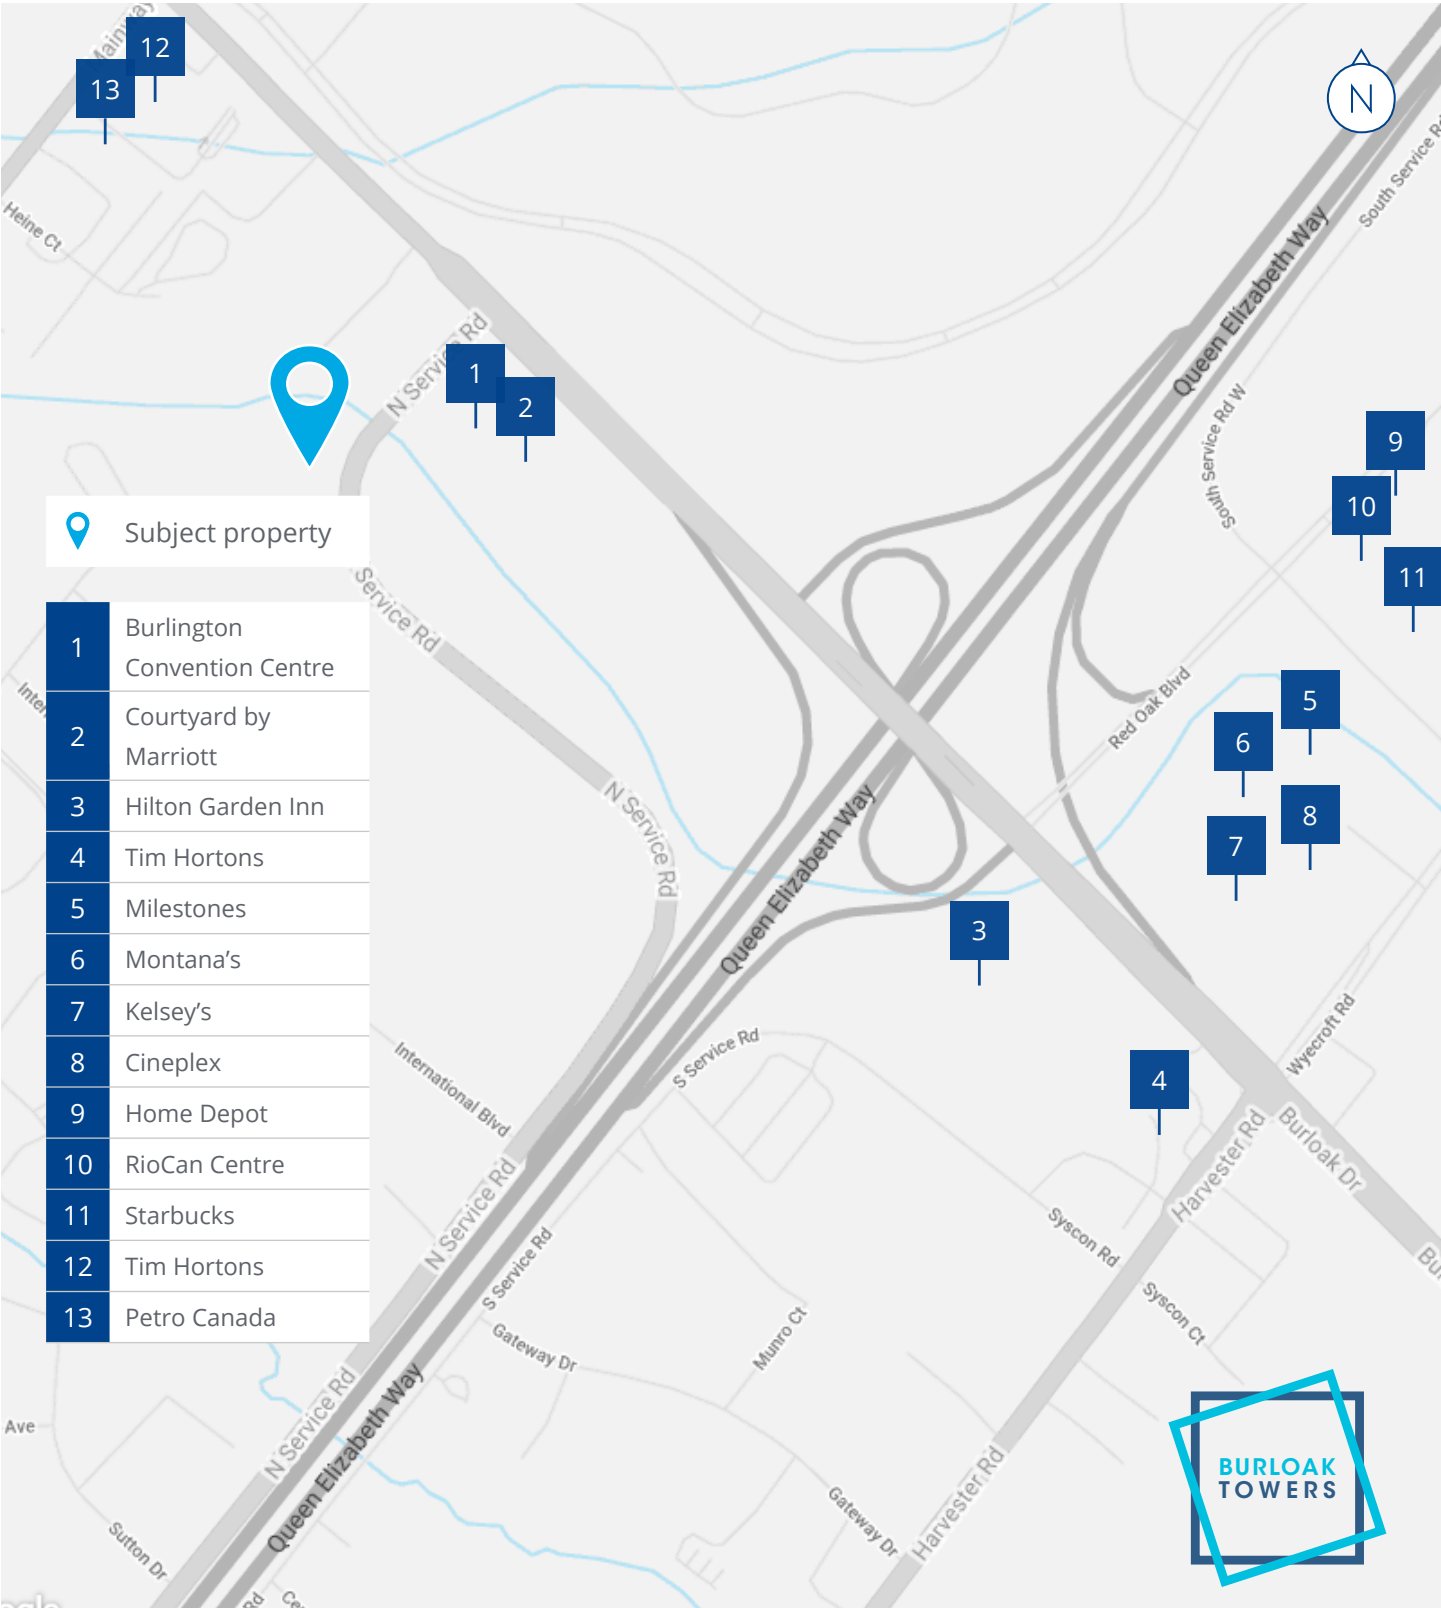 Mainway
12
13
N
South Service Rd
Heine Ct
Queen Elizabeth Way
N Service Rd
1
2
South Service Rd W
9
10
11
Subject property
Service Rd
1 Burlington
Convention Centre
2 Courtyard by
Marriott
3 Hilton Garden Inn
4 Tim Hortons
5 Milestones
6 Montana's
7 Kelsey's
8 Cineplex
9 Home Depot
10 RioCan Centre
11 Starbucks
12 Tim Hortons
13 Petro Canada
Inter
Red Oak Blvd
5
6
8
7
N Service Rd
Queen Elizabeth Way
3
S Service Rd
Wyecroft Rd
International Blvd
4
Burloak Dr
Harvester Rd
N Service Rd
S Service Rd
Syscon Rd
Bu
Syscon Ct
Gateway Dr
Munro Ct
N Service Rd
Queen Elizabeth Way
Ave
BURLOAK
TOWERS
Harvester Rd
Gateway Dr
Sutton Dr
Rd